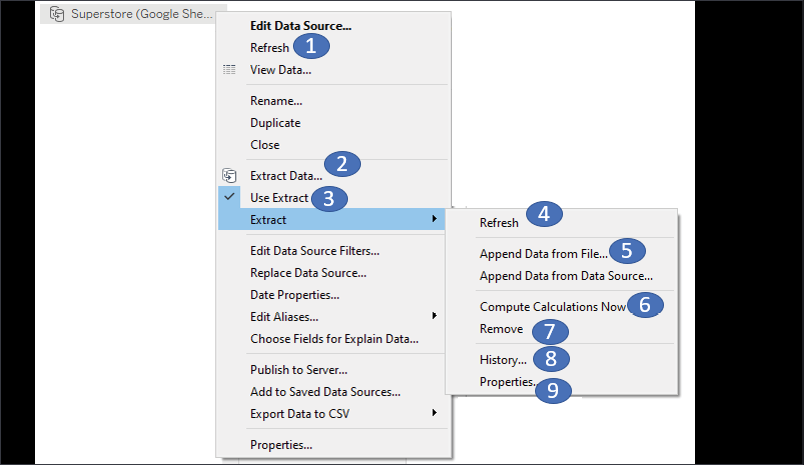 Superstore (Google She...
Edit Data Source...
Refresh 1
View Data...
Rename...
Duplicate
Close
2
Extract Data...
Use Extract 3
Extract
Edit Data Source Filters...
Replace Data Source...
Date Properties...
Edit Aliases...
Choose Fields for Explain Data...
Publish to Server...
Add to Saved Data Sources...
Export Data to CSV
Properties...
Refresh 4
Append Data from File... 5
Append Data from Data Source...
Compute Calculations Now 6
Remove 7
History... 8
Properties.. 9